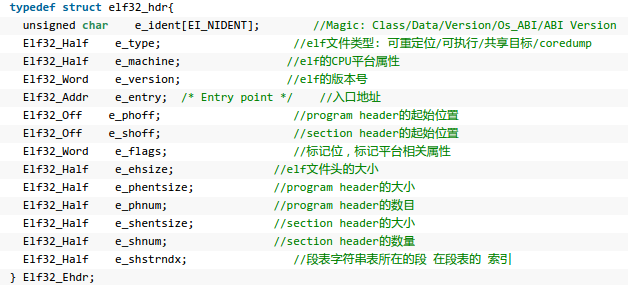 typedef struct elf32_hdr{
unsigned char e_ident[EI_NIDENT]; //Magic: Class/Data/Version/Os_ABI/ABI Version
Elf32_Half e_type; //elf文件类型: 可重定位/可执行/共享目标/coredump
Elf32_Half e_machine; //elf的CPU平台属性
Elf32_Word e_version; //elf的版本号
Elf32_Addr e_entry; /* Entry point */ //入口地址
Elf32_Off e_phoff; //program header的起始位置
Elf32_Off e_shoff; //section header的起始位置
Elf32_Word e_flags; //标记位，标记平台相关属性
Elf32_Half e_ehsize; //elf文件头的大小
Elf32_Half e_phentsize; //program header的大小
Elf32_Half e_phnum; //program header的数目
Elf32_Half e_shentsize; //section header的大小
Elf32_Half e_shnum; //section header的数量
Elf32_Half e_shstrndx; //段表字符串表所在的段 在段表的 索引
} Elf32_Ehdr;